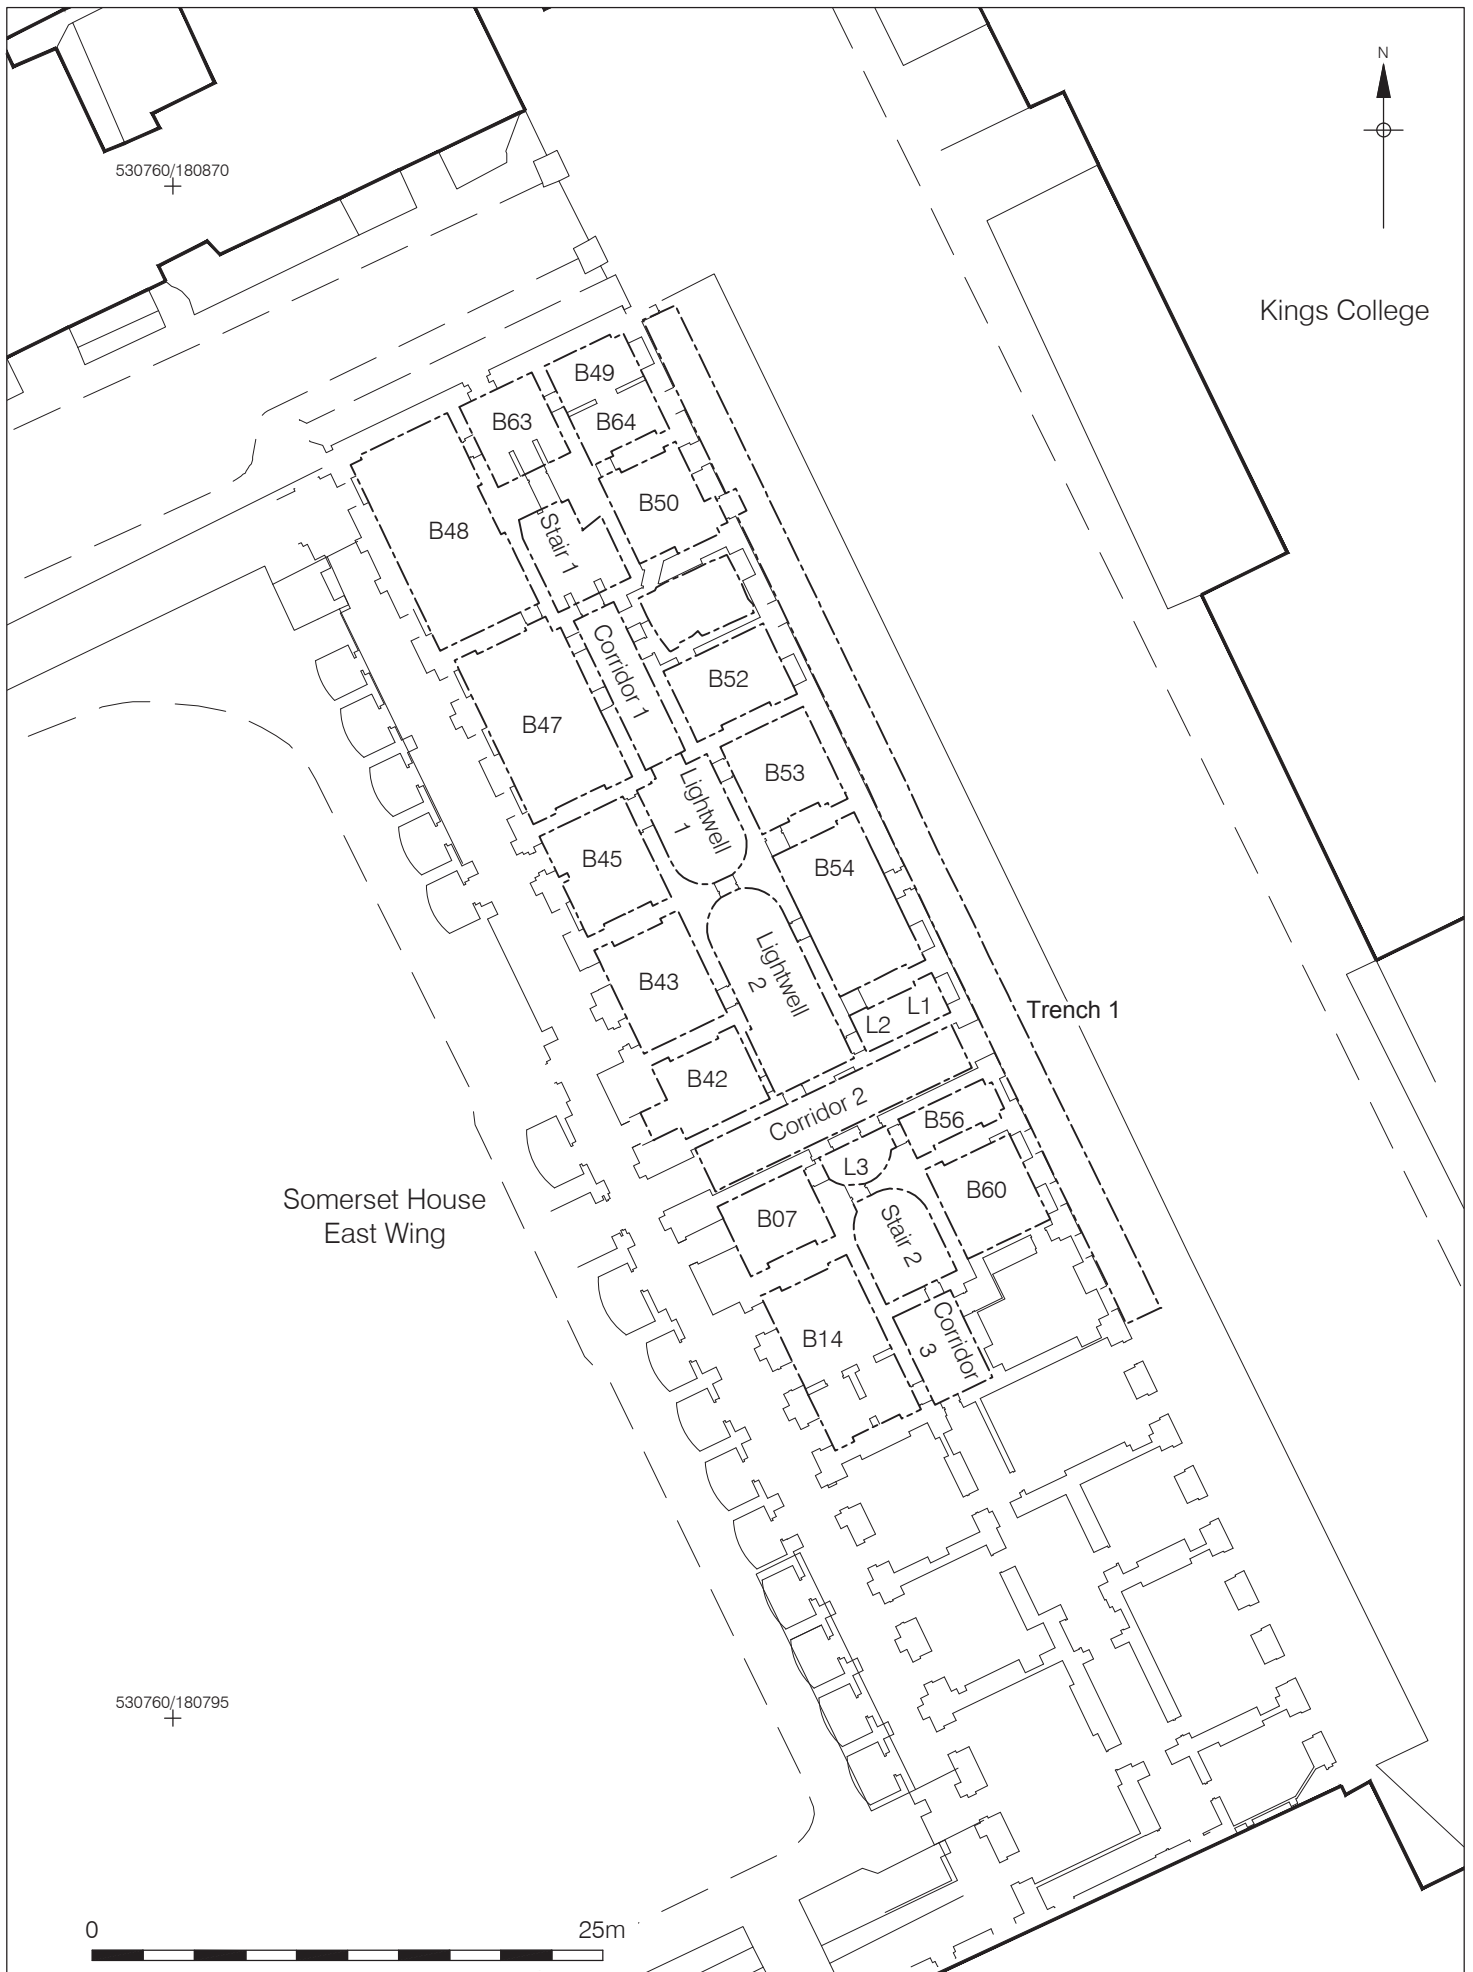 N
530760/180870
Kings College
B49
B63
B64
B50
B48
Stair 1
Corridor 1
B52
B47
B53
Lightwell
1
B45
B54
Lightwell
2
B43
L1
L2
Trench 1
B42
Corridor 2
B56
L3
B60
Somerset House
East Wing
B07
Stair 2
B14
Corridor
3
530760/180795
0
25m